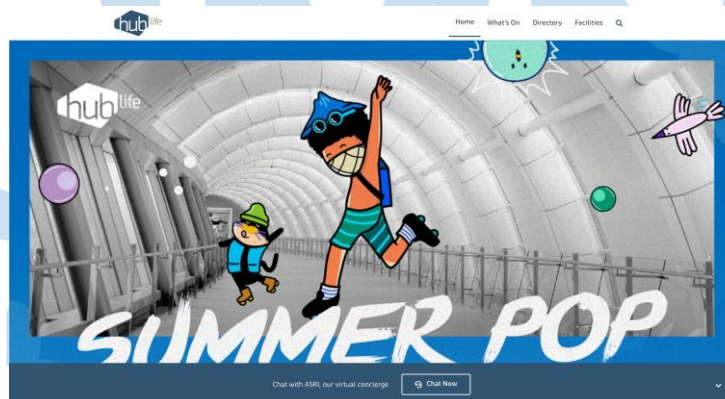 hub life
Home What's On Directory Facilities
hub life
SUMMER POP
Chat with ASRI, our virtual concierge Chat Now